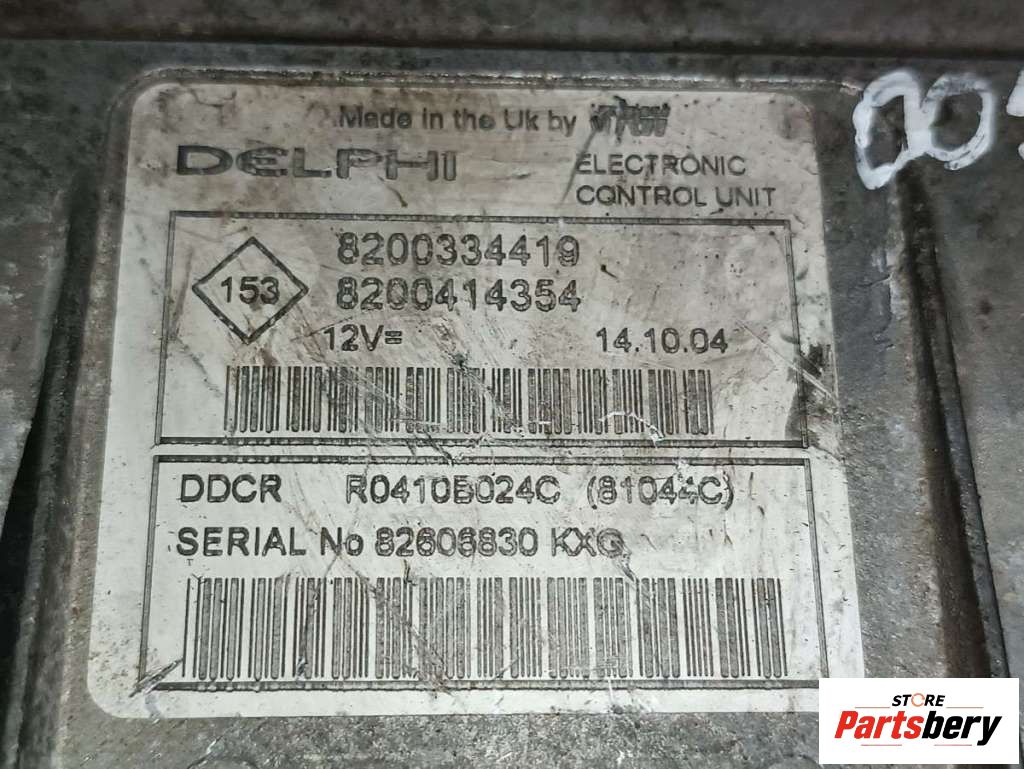 Made in the Uk by TRW
DELPHI
ELECTRONIC
CONTROL UNIT
153
8200334419
8200414354
12V=
14.10.04
DDCR R0410B024C (81044C)
SERIAL No 82606830 KXG
STORE
Partsbery